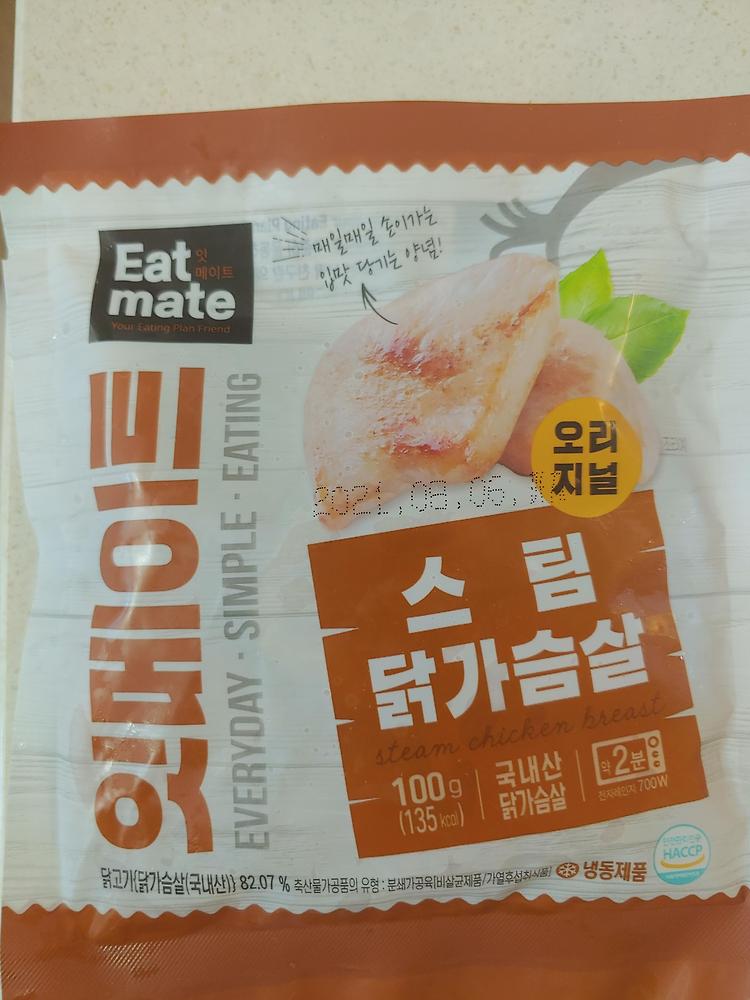 Eat 잇
mate 메이트
Your Eating Plan Friend
매일매일 손이가는
입맛 당기는 양념!
잇메이트
EVERYDAY · SIMPLE · EATING
오리
지널
2021.08.06.
스팀
닭가슴살
steam chicken breast
100g
(135 kcal)
국내산
닭가슴살
약 2분
전자레인지 700W
닭고기{닭가슴살(국내산)} 82.07 % 축산물가공품의 유형 : 분쇄가공육[비살균제품/가열후섭취식품] 냉동제품
HACCP